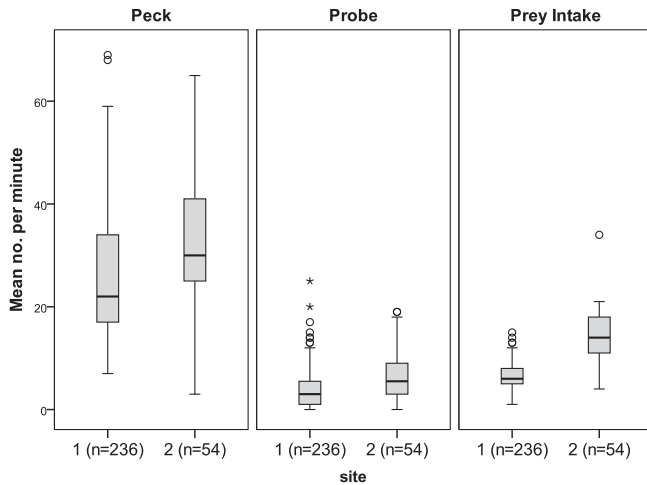 Peck Probe Prey Intake
Mean no. per minute
60
40
20
0
1 (n=236) 2 (n=54) 1 (n=236) 2 (n=54) 1 (n=236) 2 (n=54)
site